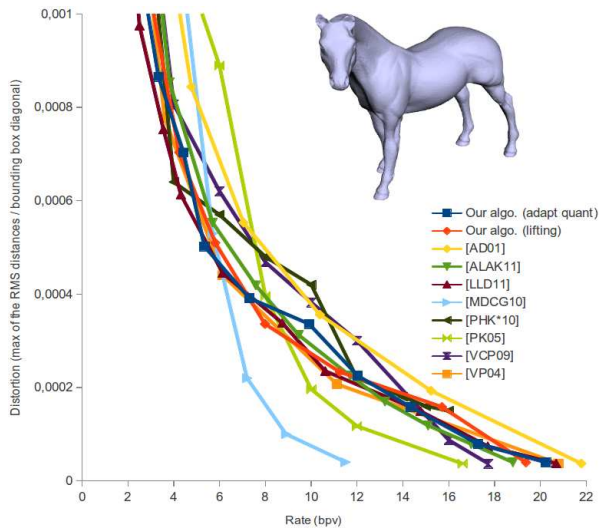 0,001
0,0008
0,0006
0,0004
0,0002
0
Distortion (max of the RMS distances / bounding box diagonal)
Our algo. (adapt quant)
Our algo. (lifting)
[AD01]
[ALAK11]
[LLD11]
[MDCG10]
[PHK*10]
[PK05]
[VCP09]
[VP04]
0 2 4 6 8 10 12 14 16 18 20 22
Rate (bpv)